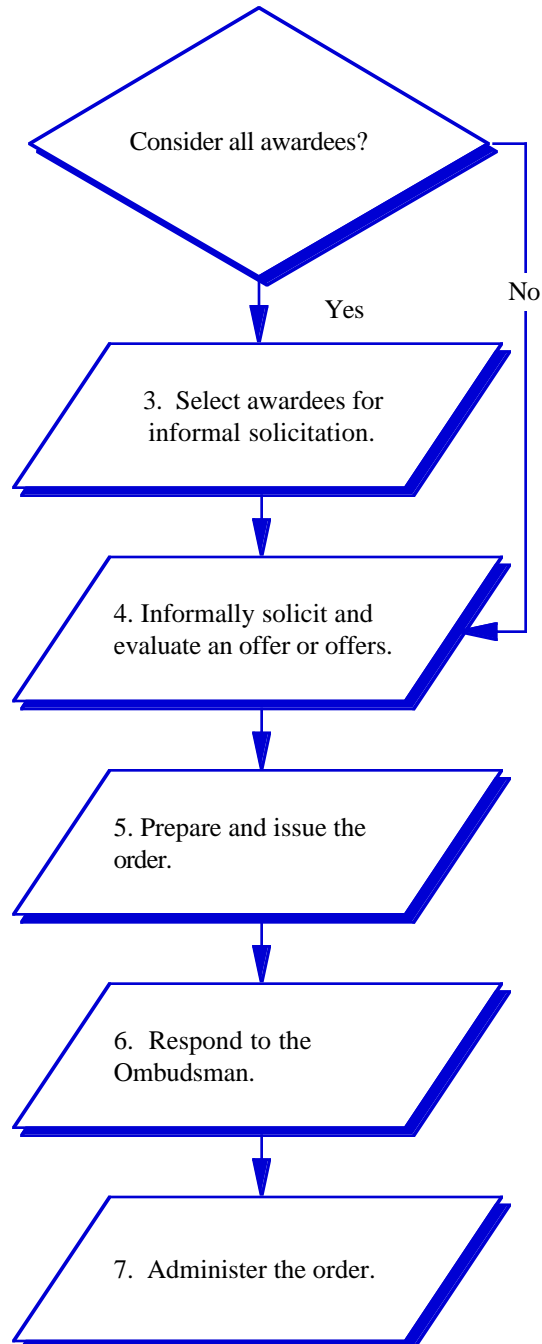 Consider all awardees?
No
Yes
3. Select awardees for
informal solicitation.
4. Informally solicit and
evaluate an offer or offers.
5. Prepare and issue the
order.
6. Respond to the
Ombudsman.
7. Administer the order.